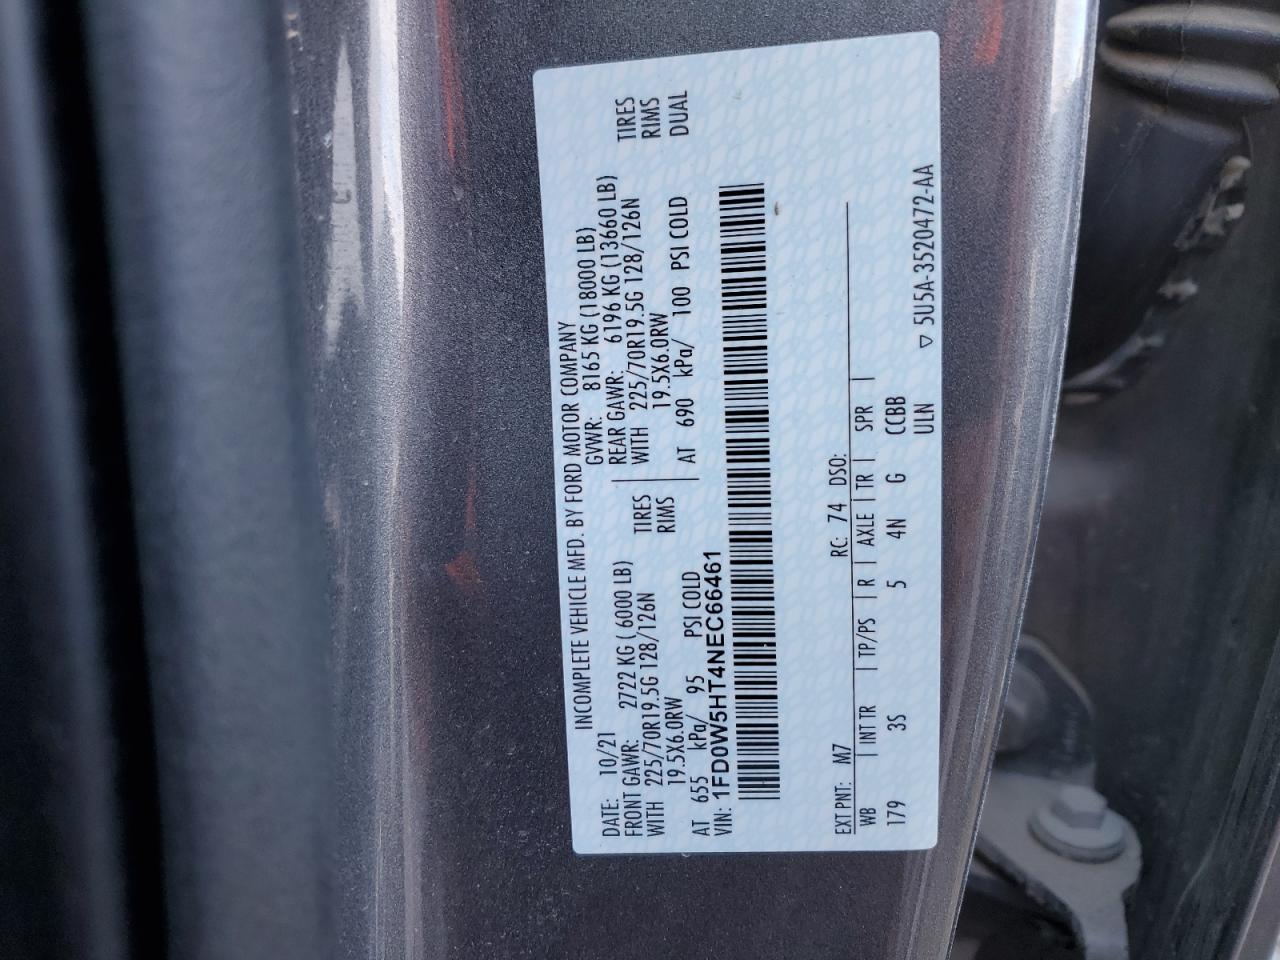 INCOMPLETE VEHICLE MFD. BY FORD MOTOR COMPANY
DATE: 10/21 GVWR: 8165 KG (18000 LB)
FRONT GAWR: 2722 KG ( 6000 LB) REAR GAWR: 6196 KG (13660 LB)
WITH 225/70R19.5G 128/126N TIRES WITH 225/70R19.5G 128/126N TIRES
19.5X6.0RW RIMS 19.5X6.0RW RIMS
AT 655 kPa/ 95 PSI COLD AT 690 kPa/ 100 PSI COLD DUAL
VIN: 1FD0W5HT4NEC66461
EXT PNT: M7 RC: 74 DSO:
WB | INT TR | TP/PS | R | AXLE | TR | SPR |
179 3S 5 4N G CCBB
ULN ▽ 5U5A-3520472-AA